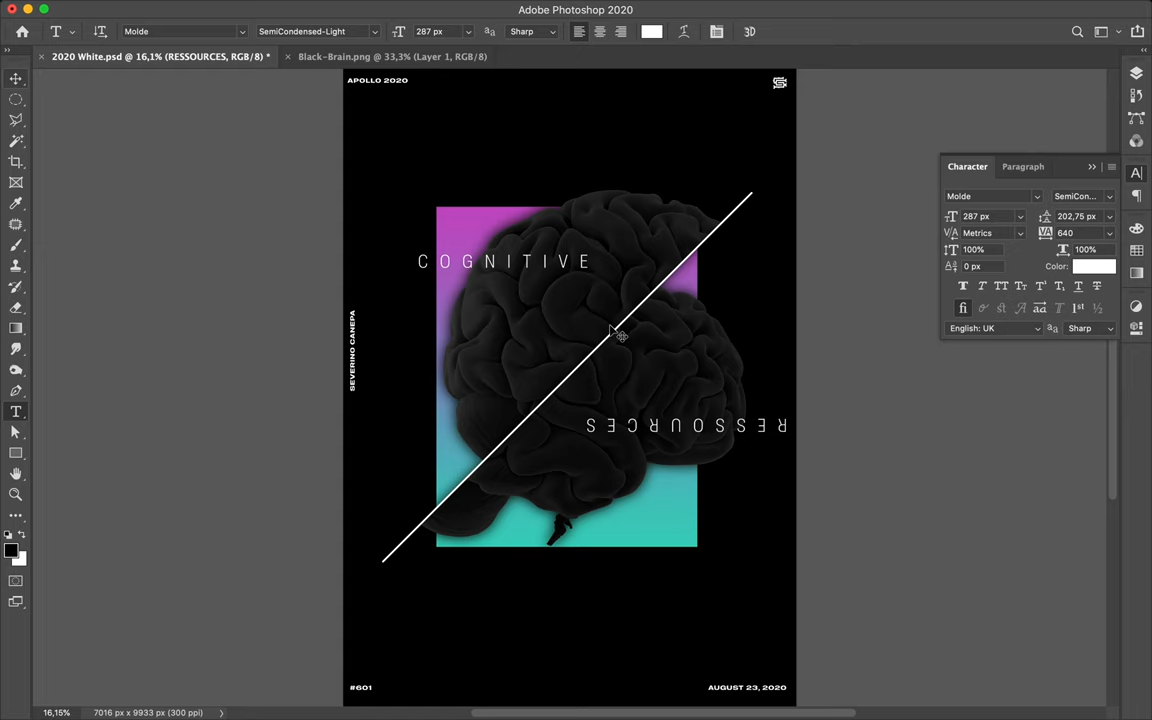 Adobe Photoshop 2020
Molde
SemiCondensed-Light
287 px
Sharp
3D
2020 White.psd @ 16,1% (RESSOURCES, RGB/8) *
Black-Brain.png @ 33,3% (Layer 1, RGB/8)
APOLLO 2020
COGNITIVE
SEVERINO CANEPA
RESSOURCES
#601
AUGUST 23, 2020
Character
Paragraph
Molde
SemiCon...
287 px
202,75 px
Metrics
640
100%
100%
0 px
Color:
English: UK
Sharp
16,15%
7016 px x 9933 px (300 ppi)